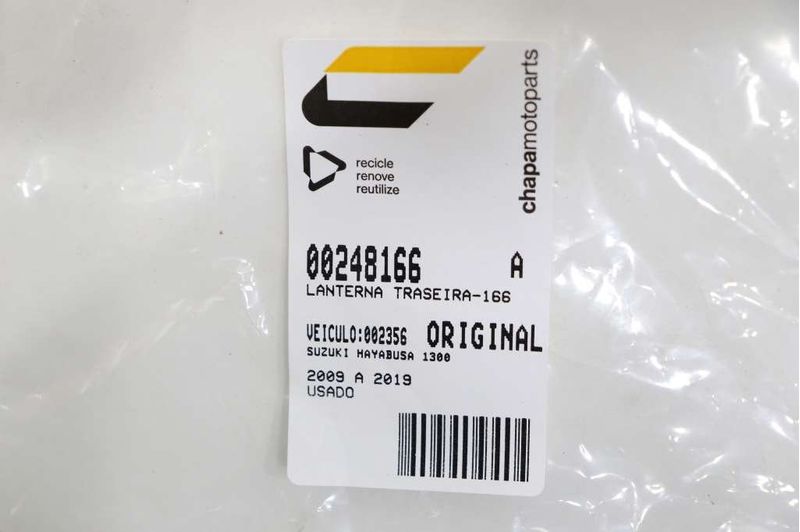 chapamotoparts
recicle
renove
reutilize
00248166 A
LANTERNA TRASEIRA-166
VEICULO:002356 ORIGINAL
SUZUKI HAYABUSA 1300
2009 A 2019
USADO